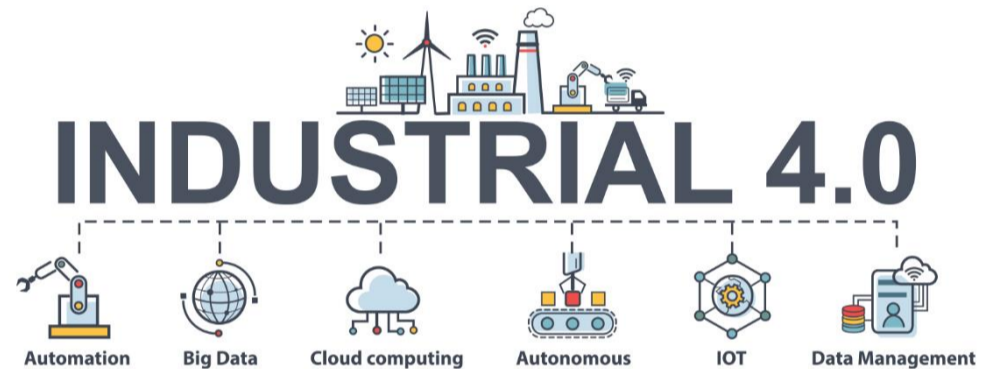 INDUSTRIAL 4.0
Automation
Big Data
Cloud computing
Autonomous
IOT
Data Management